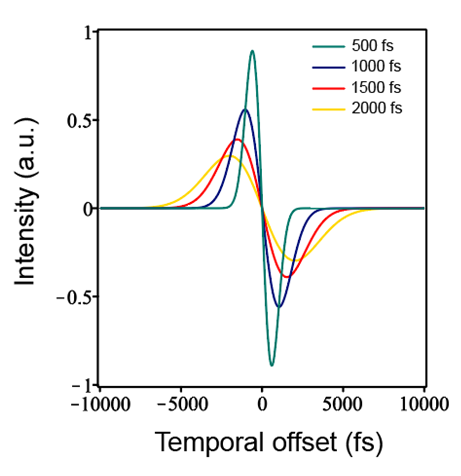 1
0.5
0
−0.5
−1
−10000 −5000 0 5000 10000
Intensity (a.u.)
Temporal offset (fs)
500 fs
1000 fs
1500 fs
2000 fs